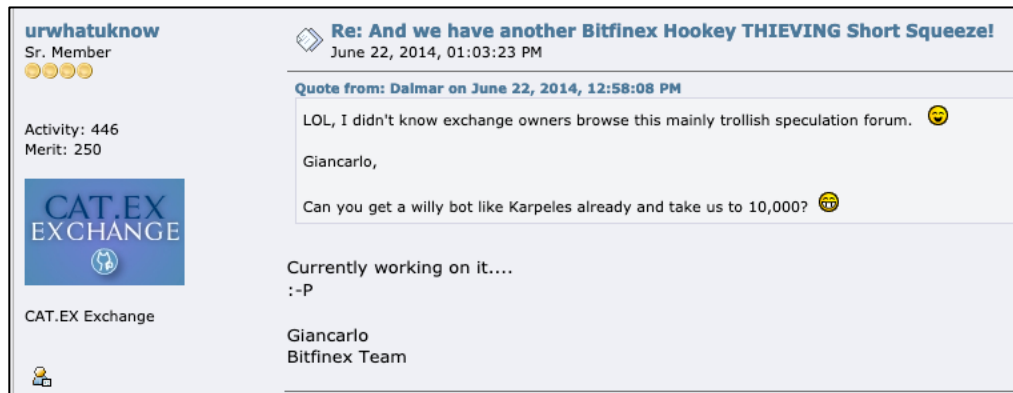 urwhatuknow
Sr. Member
Activity: 446
Merit: 250
CAT.EX
EXCHANGE
CAT.EX Exchange
Re: And we have another Bitfinex Hookey THIEVING Short Squeeze!
June 22, 2014, 01:03:23 PM
Quote from: Dalmar on June 22, 2014, 12:58:08 PM
LOL, I didn't know exchange owners browse this mainly trollish speculation forum.
Giancarlo,
Can you get a willy bot like Karpeles already and take us to 10,000?
Currently working on it....
:-P
Giancarlo
Bitfinex Team